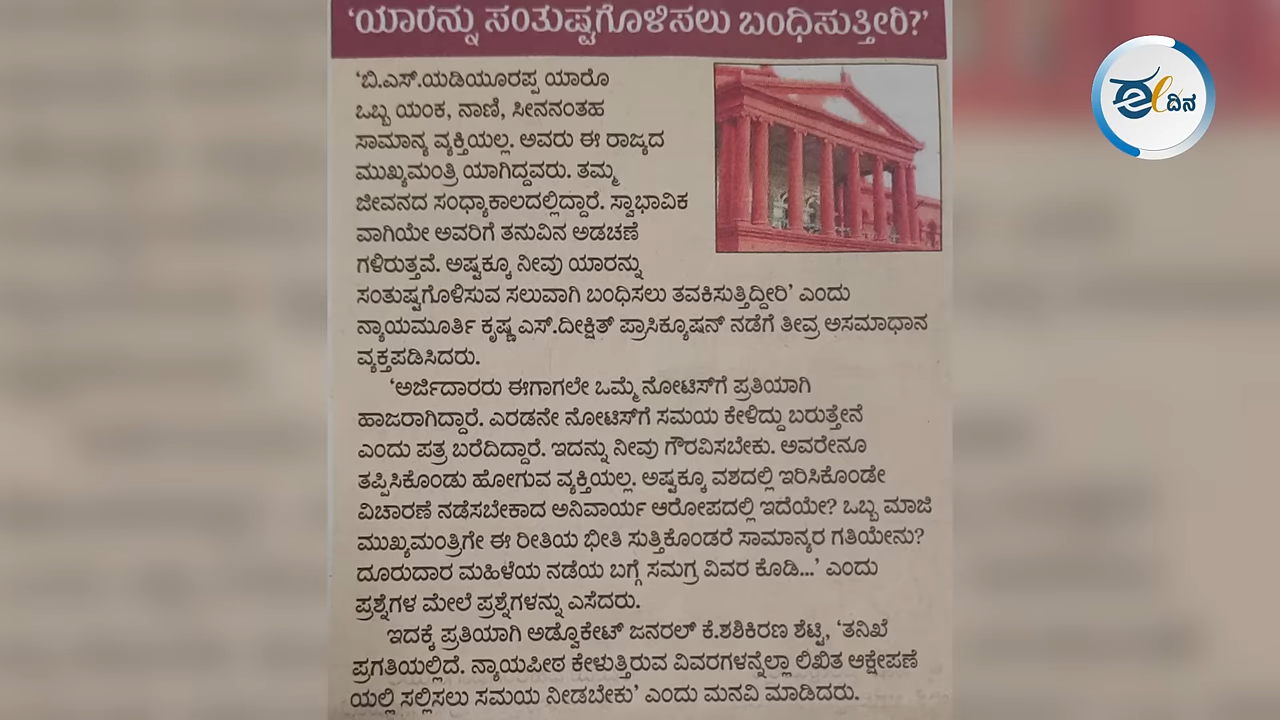 ‘ಯಾರನ್ನು ಸಂತುಷ್ಟಗೊಳಿಸಲು ಬಂಧಿಸುತ್ತೀರಿ?’
ಈ ದಿನ
‘ಬಿ.ಎಸ್.ಯಡಿಯೂರಪ್ಪ ಯಾರೊ
ಒಬ್ಬ ಯಂಕ, ನಾಣಿ, ಸೀನನಂತಹ
ಸಾಮಾನ್ಯ ವ್ಯಕ್ತಿಯಲ್ಲ. ಅವರು ಈ ರಾಜ್ಯದ
ಮುಖ್ಯಮಂತ್ರಿ ಯಾಗಿದ್ದವರು. ತಮ್ಮ
ಜೀವನದ ಸಂಧ್ಯಾಕಾಲದಲ್ಲಿದ್ದಾರೆ. ಸ್ವಾಭಾವಿಕ
ವಾಗಿಯೇ ಅವರಿಗೆ ತನುವಿನ ಅಡಚಣೆ
ಗಳಿರುತ್ತವೆ. ಅಷ್ಟಕ್ಕೂ ನೀವು ಯಾರನ್ನು
ಸಂತುಷ್ಟಗೊಳಿಸುವ ಸಲುವಾಗಿ ಬಂಧಿಸಲು ತವಕಿಸುತ್ತಿದ್ದೀರಿ’ ಎಂದು
ನ್ಯಾಯಮೂರ್ತಿ ಕೃಷ್ಣ ಎಸ್.ದೀಕ್ಷಿತ್ ಪ್ರಾಸಿಕ್ಯೂಷನ್ ನಡೆಗೆ ತೀವ್ರ ಅಸಮಾಧಾನ
ವ್ಯಕ್ತಪಡಿಸಿದರು.
‘ಅರ್ಜಿದಾರರು ಈಗಾಗಲೇ ಒಮ್ಮೆ ನೋಟಿಸ್‌ಗೆ ಪ್ರತಿಯಾಗಿ
ಹಾಜರಾಗಿದ್ದಾರೆ. ಎರಡನೇ ನೋಟಿಸ್‌ಗೆ ಸಮಯ ಕೇಳಿದ್ದು ಬರುತ್ತೇನೆ
ಎಂದು ಪತ್ರ ಬರೆದಿದ್ದಾರೆ. ಇದನ್ನು ನೀವು ಗೌರವಿಸಬೇಕು. ಅವರೇನೂ
ತಪ್ಪಿಸಿಕೊಂಡು ಹೋಗುವ ವ್ಯಕ್ತಿಯಲ್ಲ. ಅಷ್ಟಕ್ಕೂ ವಶದಲ್ಲಿ ಇರಿಸಿಕೊಂಡೇ
ವಿಚಾರಣೆ ನಡೆಸಬೇಕಾದ ಅನಿವಾರ್ಯ ಆರೋಪದಲ್ಲಿ ಇದೆಯೇ? ಒಬ್ಬ ಮಾಜಿ
ಮುಖ್ಯಮಂತ್ರಿಗೇ ಈ ರೀತಿಯ ಭೀತಿ ಸುತ್ತಿಕೊಂಡರೆ ಸಾಮಾನ್ಯರ ಗತಿಯೇನು?
ದೂರುದಾರ ಮಹಿಳೆಯ ನಡೆಯ ಬಗ್ಗೆ ಸಮಗ್ರ ವಿವರ ಕೊಡಿ...’ ಎಂದು
ಪ್ರಶ್ನೆಗಳ ಮೇಲೆ ಪ್ರಶ್ನೆಗಳನ್ನು ಎಸೆದರು.
ಇದಕ್ಕೆ ಪ್ರತಿಯಾಗಿ ಅಡ್ವೊಕೇಟ್ ಜನರಲ್ ಕೆ.ಶಶಿಕಿರಣ ಶೆಟ್ಟಿ, ‘ತನಿಖೆ
ಪ್ರಗತಿಯಲ್ಲಿದೆ. ನ್ಯಾಯಪೀಠ ಕೇಳುತ್ತಿರುವ ವಿವರಗಳನ್ನೆಲ್ಲಾ ಲಿಖಿತ ಆಕ್ಷೇಪಣೆ
ಯಲ್ಲಿ ಸಲ್ಲಿಸಲು ಸಮಯ ನೀಡಬೇಕು’ ಎಂದು ಮನವಿ ಮಾಡಿದರು.